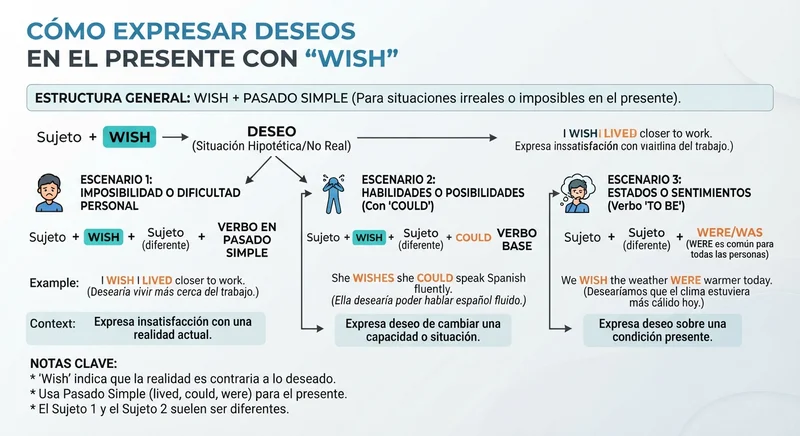 CÓMO EXPRESAR DESEOS
EN EL PRESENTE CON “WISH”
ESTRUCTURA GENERAL: WISH + PASADO SIMPLE (Para situaciones irreales o imposibles en el presente).
Sujeto + WISH
DESEO
(Situación Hipotética/No Real)
I WISH I LIVED closer to work.
Expresa inssatisfación con viaidina del trabajo.)
ESCENARIO 1:
IMPOSIBILIDAD O DIFICULTAD
PERSONAL
Sujeto + WISH + Sujeto (diferente) + VERBO EN PASADO SIMPLE
Example:
I WISH I LIVED closer to work.
(Desearía vivir más cerca del trabajo.)
Context:
Expresa insatisfacción con una
realidad actual.
ESCENARIO 2:
HABILIDADES O POSIBILIDADES
(Con 'COULD')
Sujeto + WISH + Sujeto (diferente) + COULD VERBO BASE
She WISHES she COULD speak Spanish
fluently.
(Ella desearía poder hablar español fluido.)
Expresa deseo de cambiar una
capacidad o situación.
ESCENARIO 3:
ESTADOS O SENTIMIENTOS
(Verbo 'TO BE')
Sujeto + Sujeto (diferente) + WERE/WAS
(WERE es común para
todas las personas)
We WISH the weather WERE warmer today.
(Desearíamos que el clima estuviera
más cálido hoy.)
Expresa deseo sobre una
condición presente.
NOTAS CLAVE:
* ‘Wish’ indica que la realidad es contraria a lo deseado.
* Usa Pasado Simple (lived, could, were) para el presente.
* El Sujeto 1 y el Sujeto 2 suelen ser diferentes.